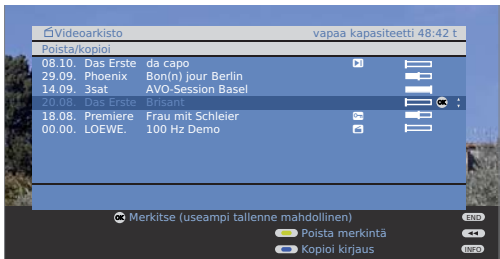 Videoarkisto vapaa kapasiteetti 48:42 t
Poista/kopioi
08.10. Das Erste da capo
29.09. Phoenix Bon(n) jour Berlin
14.09. 3sat AVO-Session Basel
20.08. Das Erste Brisant OK
18.08. Premiere Frau mit Schleier
00.00. LOEWE. 100 Hz Demo
OK Merkitse (useampi tallenne mahdollinen) END
Poista merkintä
Kopioi kirjaus INFO